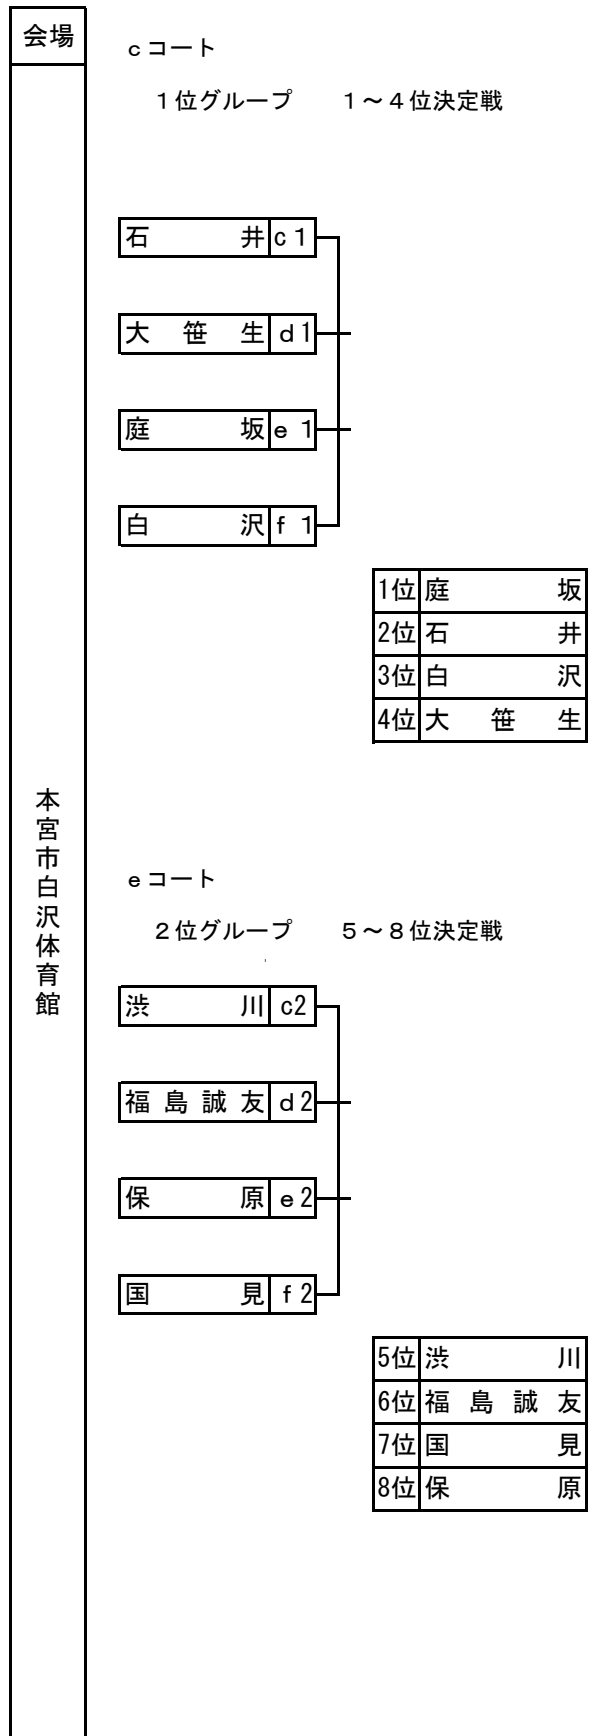 会場
cコート
1位グループ　1～4位決定戦
石井 c1
大笹生 d1
庭坂 e1
白沢 f1
1位 庭坂
2位 石井
3位 白沢
4位 大笹生
本宮市白沢体育館
eコート
2位グループ　5～8位決定戦
渋川 c2
福島誠友 d2
保原 e2
国見 f2
5位 渋川
6位 福島誠友
7位 国見
8位 保原